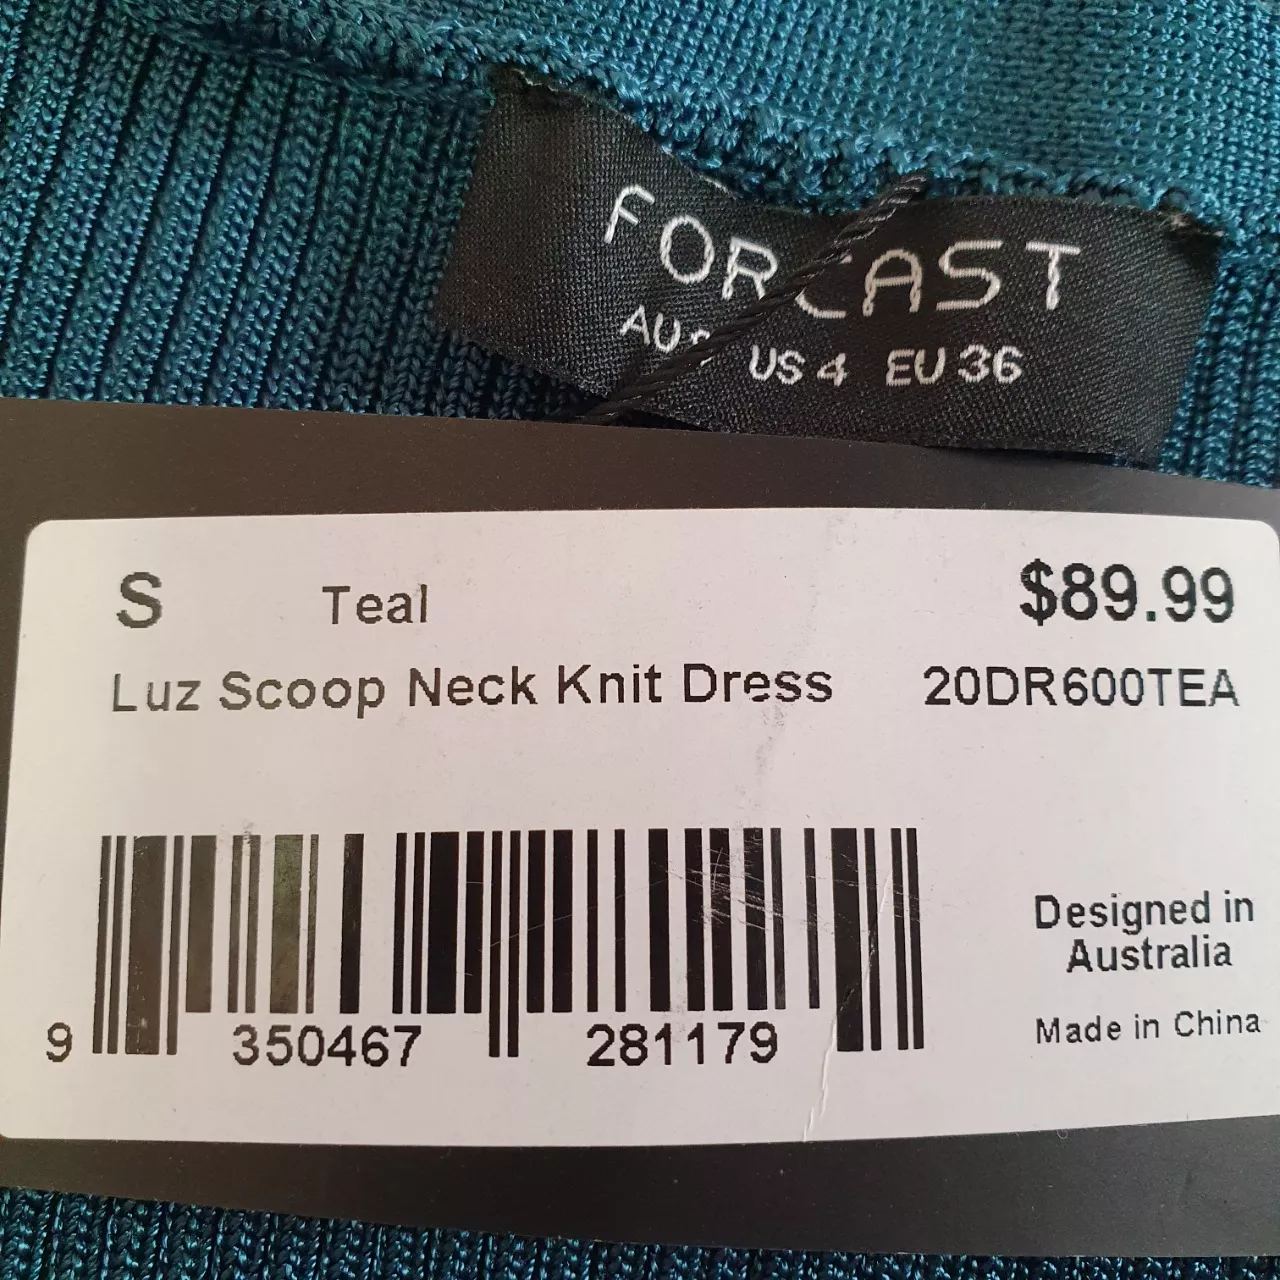 FORCAST
AU US 4 EU 36
S Teal $89.99
Luz Scoop Neck Knit Dress 20DR600TEA
Designed in
Australia
Made in China
9 350467 281179